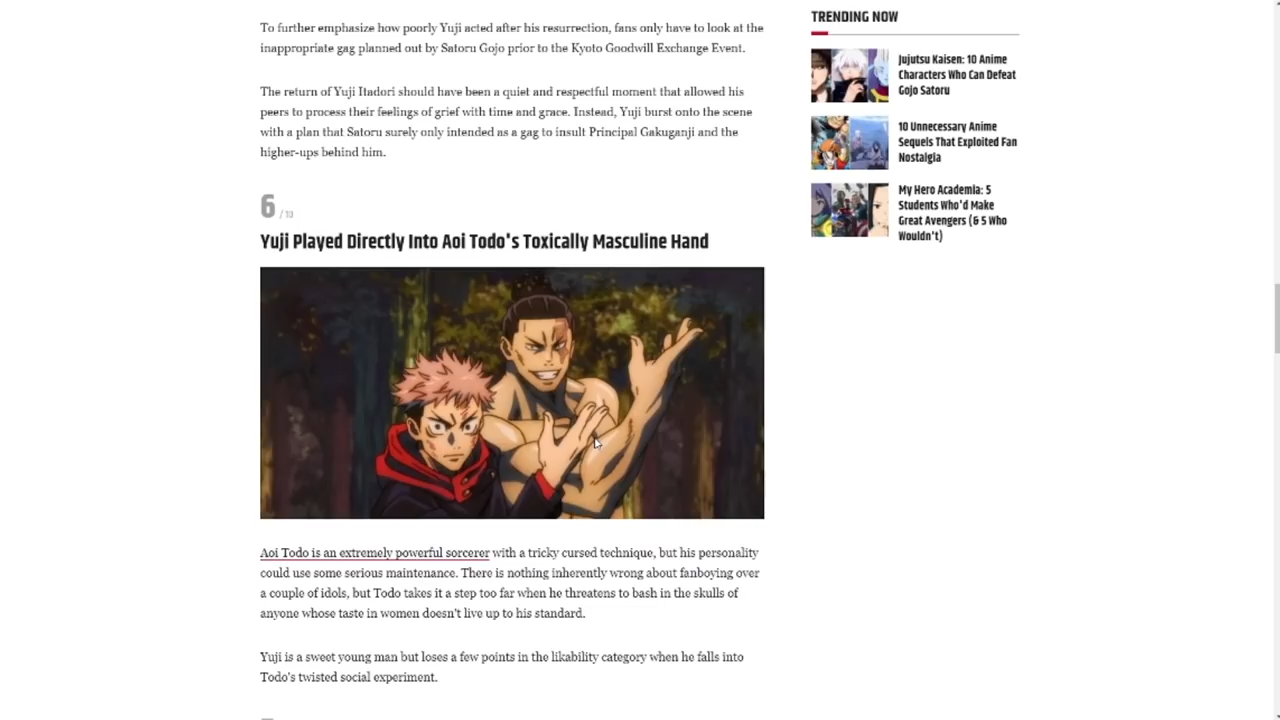 To further emphasize how poorly Yuji acted after his resurrection, fans only have to look at the
inappropriate gag planned out by Satoru Gojo prior to the Kyoto Goodwill Exchange Event.
The return of Yuji Itadori should have been a quiet and respectful moment that allowed his
peers to process their feelings of grief with time and grace. Instead, Yuji burst onto the scene
with a plan that Satoru surely only intended as a gag to insult Principal Gakuganji and the
higher-ups behind him.
6 / 10
Yuji Played Directly Into Aoi Todo's Toxically Masculine Hand
Aoi Todo is an extremely powerful sorcerer with a tricky cursed technique, but his personality
could use some serious maintenance. There is nothing inherently wrong about fanboying over
a couple of idols, but Todo takes it a step too far when he threatens to bash in the skulls of
anyone whose taste in women doesn't live up to his standard.
Yuji is a sweet young man but loses a few points in the likability category when he falls into
Todo's twisted social experiment.
TRENDING NOW
Jujutsu Kaisen: 10 Anime
Characters Who Can Defeat
Gojo Satoru
10 Unnecessary Anime
Sequels That Exploited Fan
Nostalgia
My Hero Academia: 5
Students Who'd Make
Great Avengers (& 5 Who
Wouldn't)